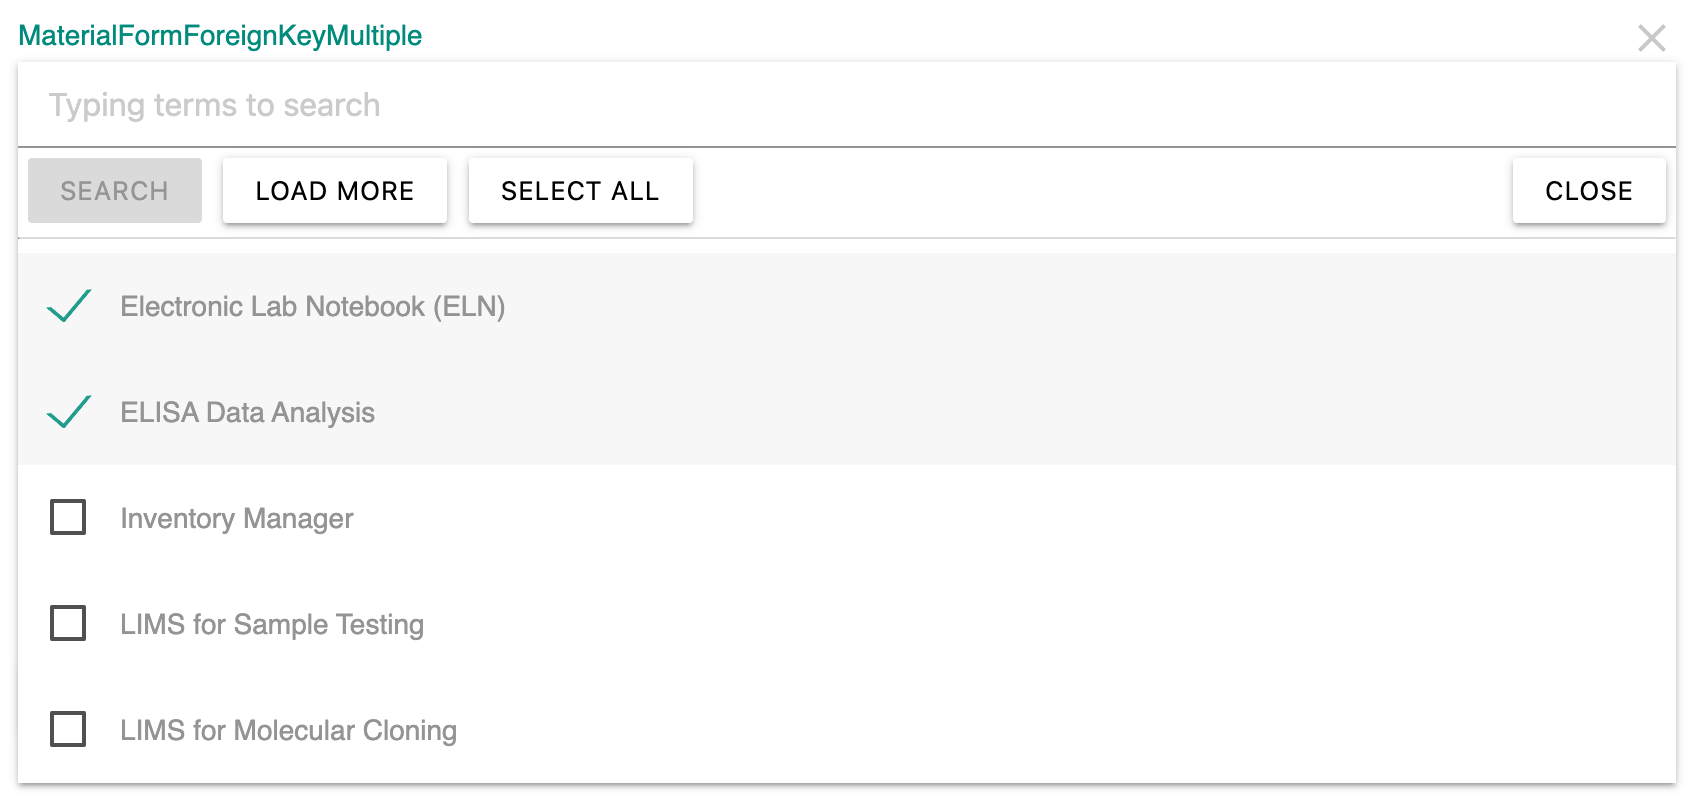 MaterialFormForeignKeyMultiple
Typing terms to search
SEARCH LOAD MORE SELECT ALL CLOSE
Electronic Lab Notebook (ELN)
ELISA Data Analysis
Inventory Manager
LIMS for Sample Testing
LIMS for Molecular Cloning